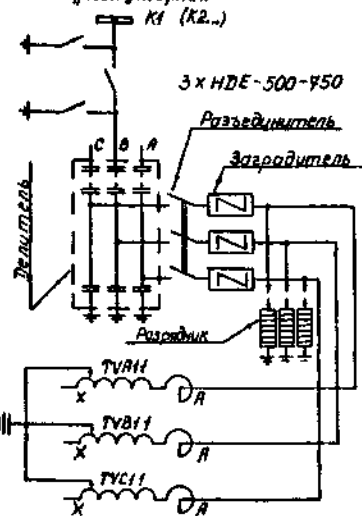 К1 (К2...)
3 х НDЕ-500-750
Разъединитель
С В А
Заградитель
Делитель
Разрядник
TVA11
Х А
TVB11
Х А
TVC11
Х А